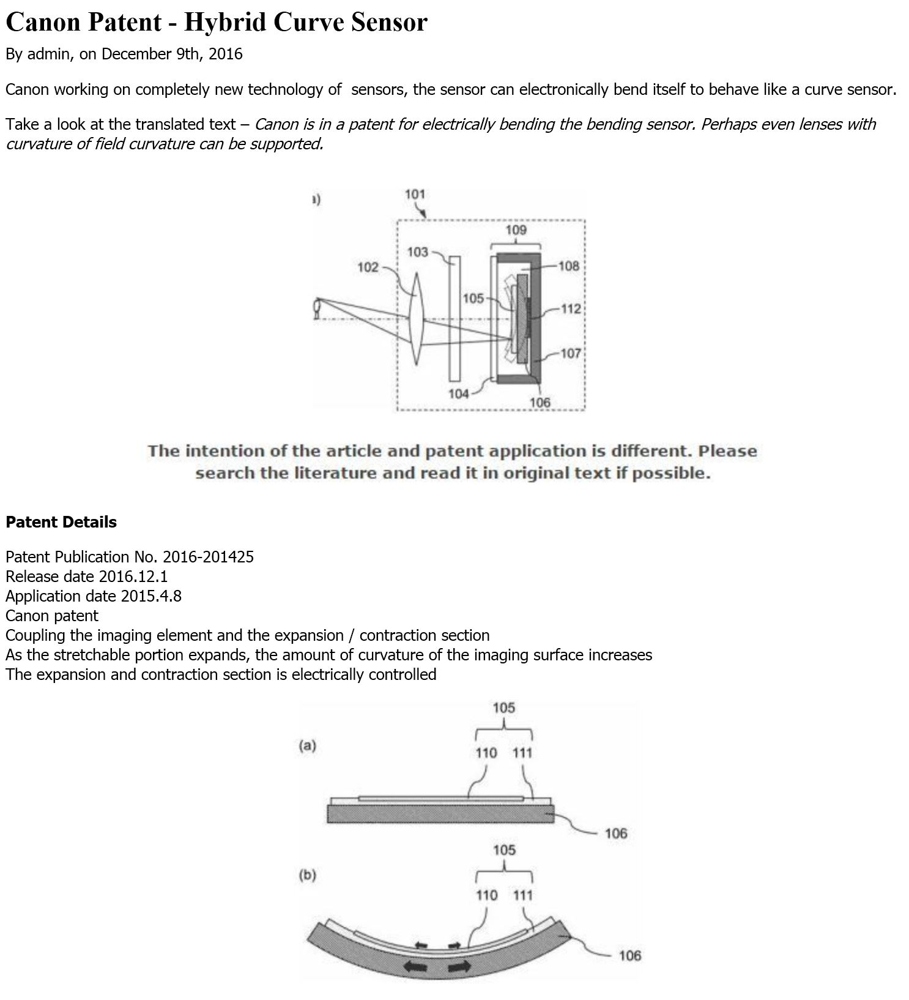 Canon Patent - Hybrid Curve Sensor
By admin, on December 9th, 2016
Canon working on completely new technology of  sensors, the sensor can electronically bend itself to behave like a curve sensor.
Take a look at the translated text – Canon is in a patent for electrically bending the bending sensor. Perhaps even lenses with
curvature of field curvature can be supported.
101
109
103
102
108
105
112
107
104
106
The intention of the article and patent application is different. Please
search the literature and read it in original text if possible.
Patent Details
Patent Publication No. 2016-201425
Release date 2016.12.1
Application date 2015.4.8
Canon patent
Coupling the imaging element and the expansion / contraction section
As the stretchable portion expands, the amount of curvature of the imaging surface increases
The expansion and contraction section is electrically controlled
105
(a)
110 111
106
105
(b)
110 111
106